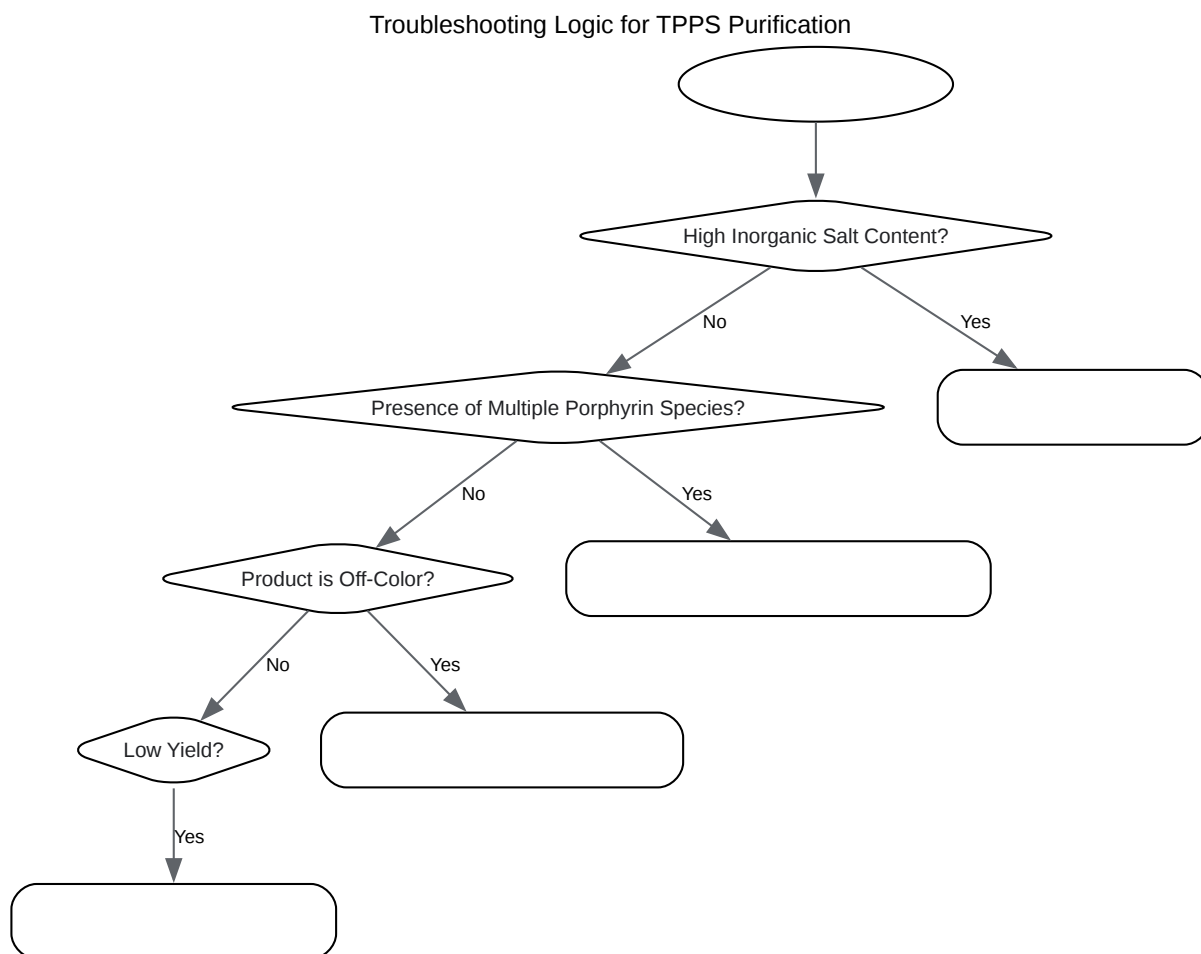 Troubleshooting Logic for TPPS Purification
High Inorganic Salt Content?
No
Yes
Presence of Multiple Porphyrin Species?
No
Yes
Product is Off-Color?
No
Yes
Low Yield?
Yes